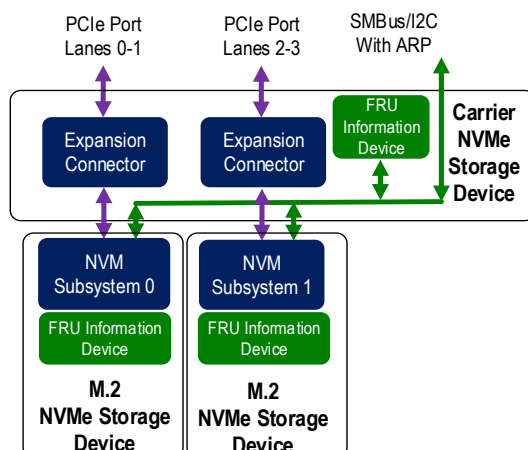 PCIe Port
Lanes 0-1
PCIe Port
Lanes 2-3
SMBus/I2C
With ARP
Expansion
Connector
Expansion
Connector
FRU
Information
Device
Carrier
NVMe
Storage
Device
NVM
Subsystem 0
FRU Information
Device
M.2
NVMe Storage
Device
NVM
Subsystem 1
FRU Information
Device
M.2
NVMe Storage
Device